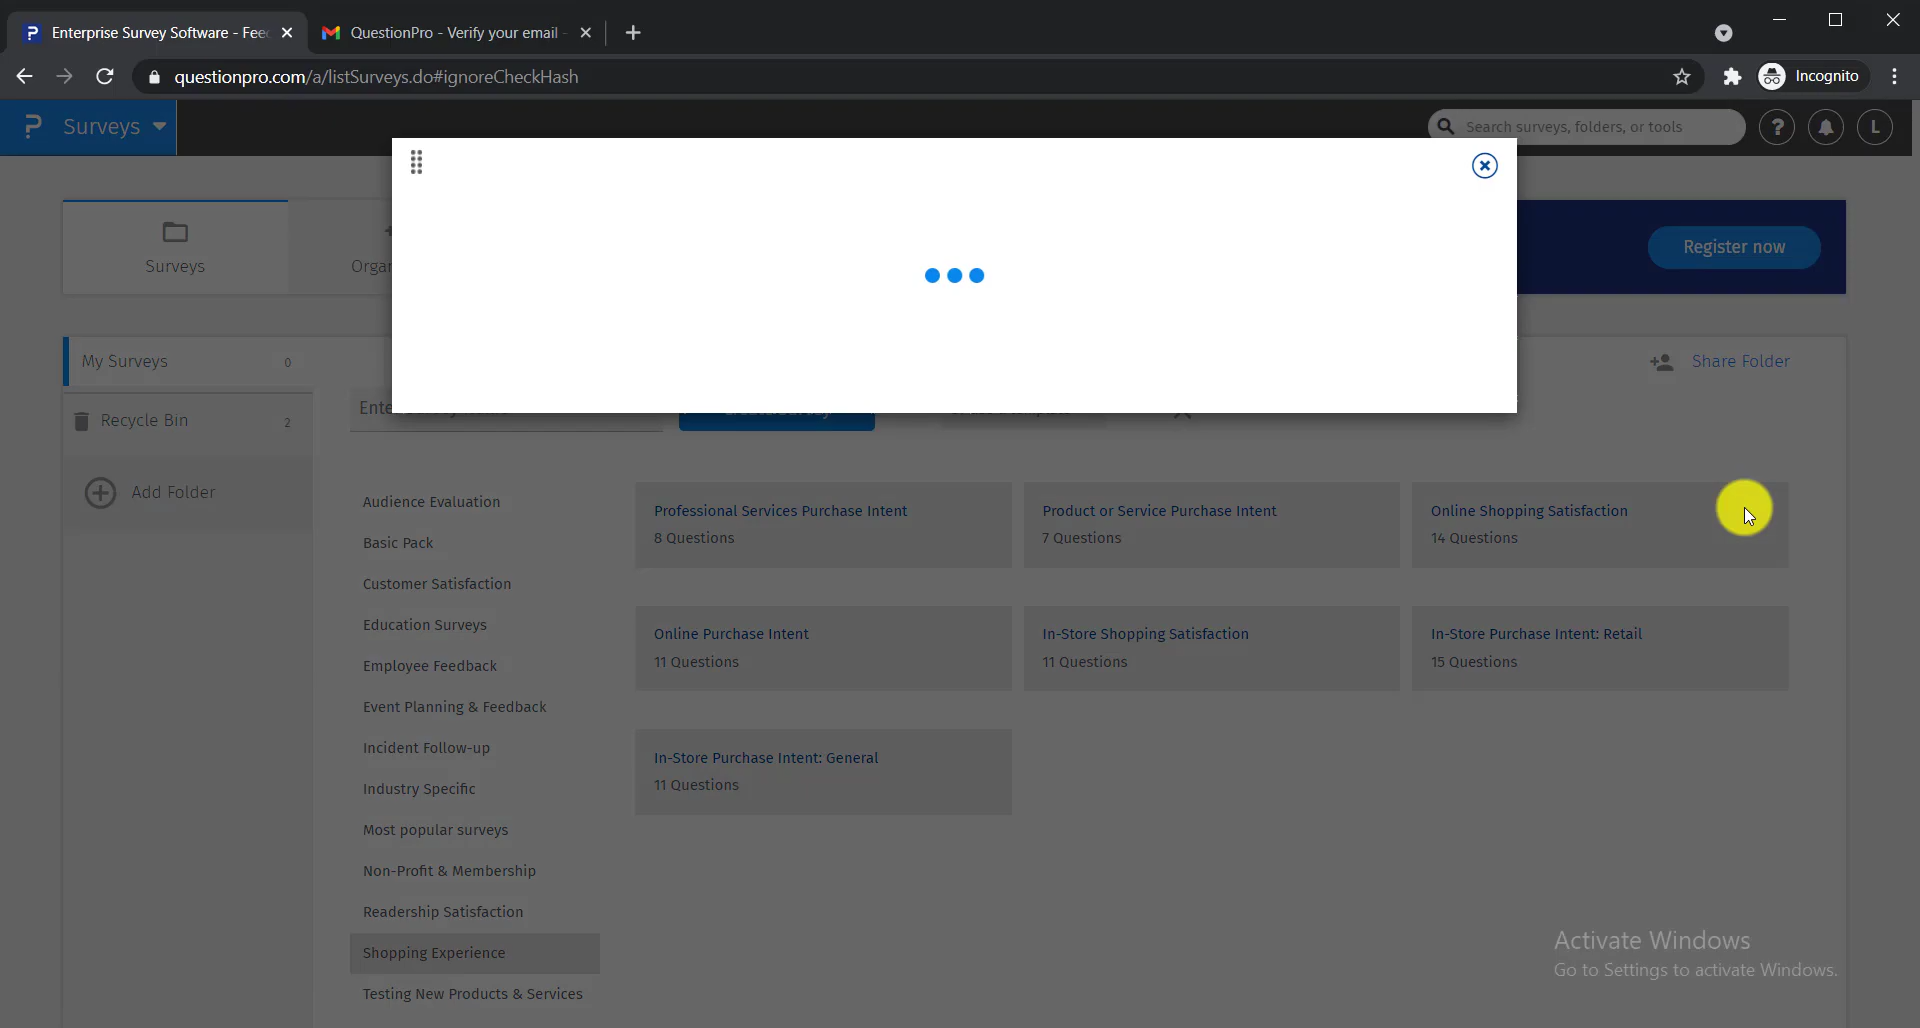 Enterprise Survey Software - Fee
QuestionPro - Verify your email -
questionpro.com/a/listSurveys.do#ignoreCheckHash
Incognito
Surveys
Search surveys, folders, or tools
?
L
Surveys
Organ
Register now
My Surveys 0
Share Folder
Recycle Bin 2
Ente
Add Folder
Audience Evaluation
Basic Pack
Customer Satisfaction
Education Surveys
Employee Feedback
Event Planning & Feedback
Incident Follow-up
Industry Specific
Most popular surveys
Non-Profit & Membership
Readership Satisfaction
Shopping Experience
Testing New Products & Services
Professional Services Purchase Intent
8 Questions
Product or Service Purchase Intent
7 Questions
Online Shopping Satisfaction
14 Questions
Online Purchase Intent
11 Questions
In-Store Shopping Satisfaction
11 Questions
In-Store Purchase Intent: Retail
15 Questions
In-Store Purchase Intent: General
11 Questions
Activate Windows
Go to Settings to activate Windows.